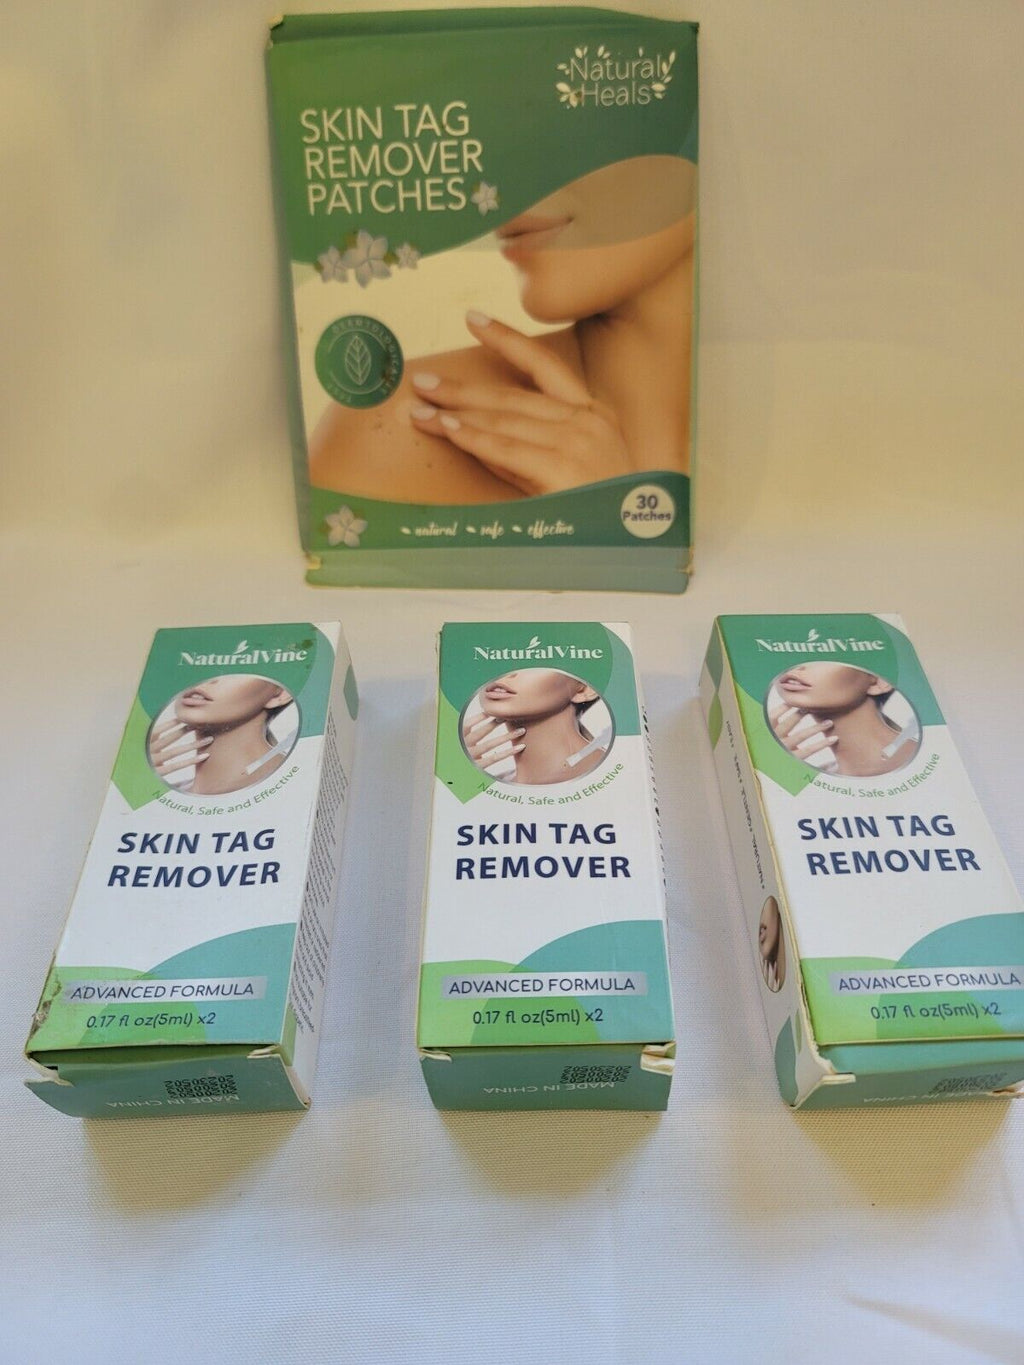 Natural
Heals
SKIN TAG
REMOVER
PATCHES
30
Patches
natural safe effective
NaturalVine
Natural, Safe and Effective
SKIN TAG
REMOVER
ADVANCED FORMULA
0.17 fl oz(5ml) x2
MADE IN CHINA
NaturalVine
Natural, Safe and Effective
SKIN TAG
REMOVER
ADVANCED FORMULA
0.17 fl oz(5ml) x2
MADE IN CHINA
NaturalVine
Natural, Safe and Effective
SKIN TAG
REMOVER
ADVANCED FORMULA
0.17 fl oz(5ml) x2
MADE IN CHINA